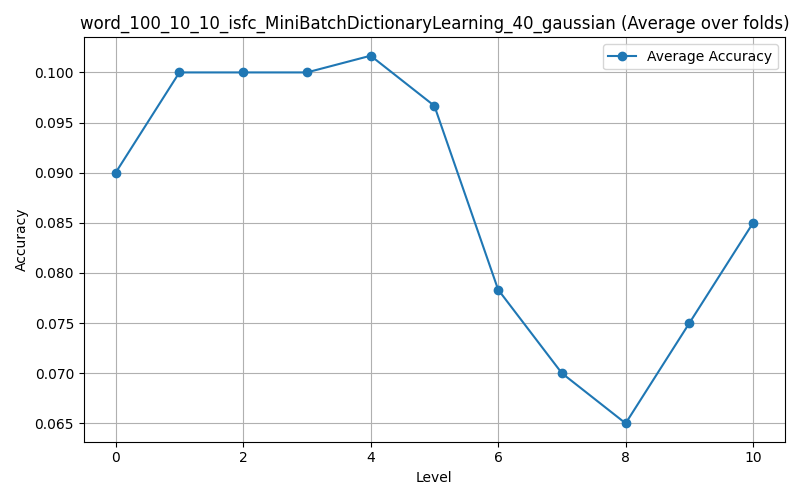 word_100_10_10_isfc_MiniBatchDictionaryLearning_40_gaussian (Average over folds)
Average Accuracy
0.100
0.095
0.090
0.085
0.080
0.075
0.070
0.065
Accuracy
0 2 4 6 8 10
Level